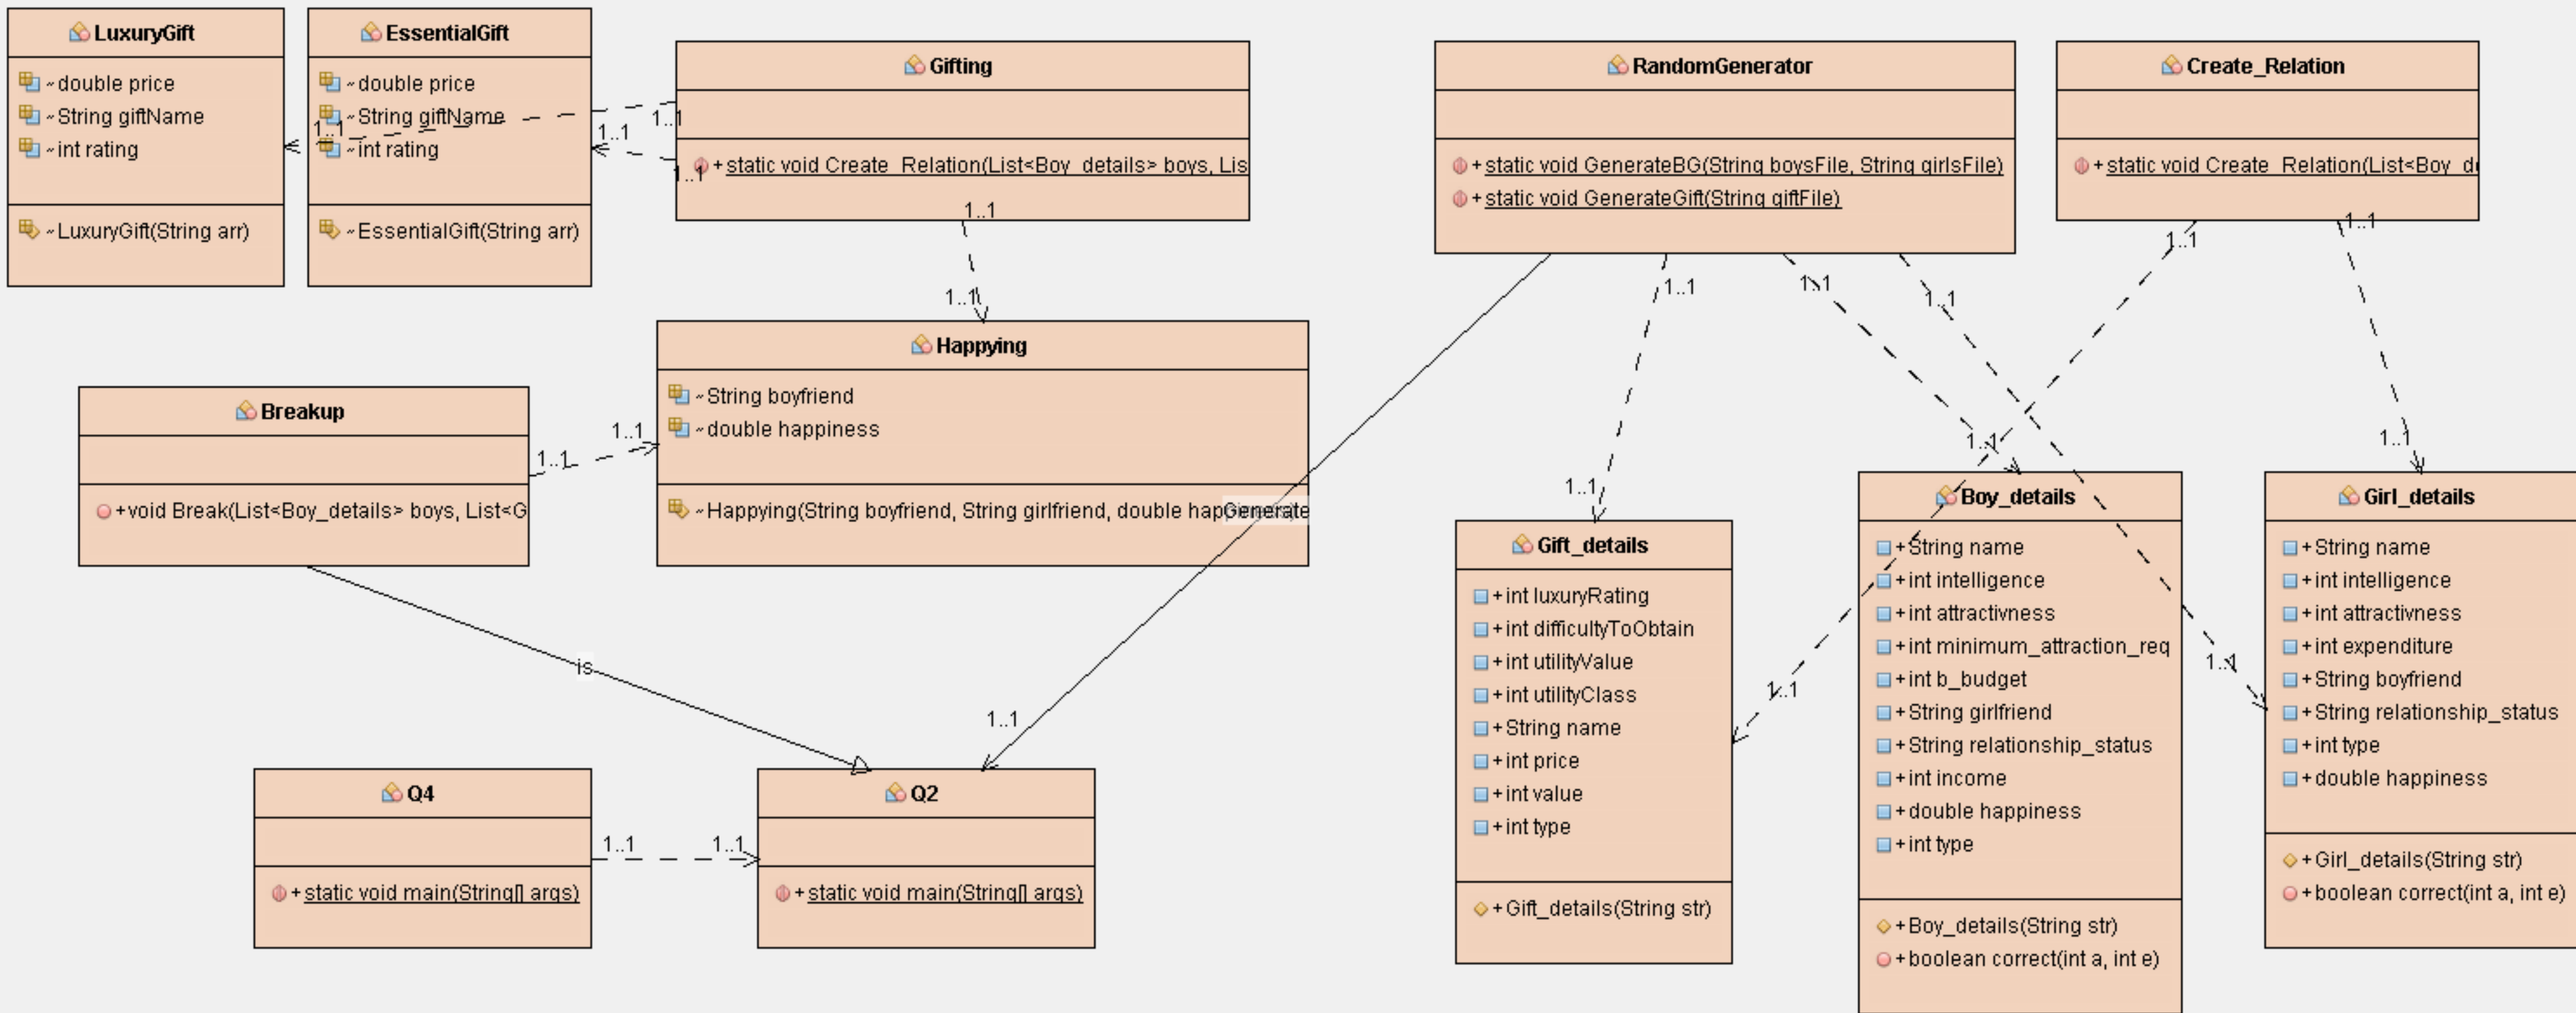 LuxuryGift
~double price
~String giftName
~int rating
~LuxuryGift(String arr)
EssentialGift
~double price
~String giftName
~int rating
~EssentialGift(String arr)
1..1
1..1
1..1
1..1
Gifting
+static void Create_Relation(List<Boy_details> boys, Lis
1..1
1..1
RandomGenerator
+static void GenerateBG(String boysFile, String girlsFile)
+static void GenerateGift(String giftFile)
Create_Relation
+static void Create_Relation(List<Boy_d
1..1
1..1
1..1
1..1
1..1
Breakup
+void Break(List<Boy_details> boys, List<G
1..1
1..1
Happying
~String boyfriend
~double happiness
~Happying(String boyfriend, String girlfriend, double hap
Generate
1..1
1..1
1..1
is
1..1
Q4
+static void main(String[] args)
1..1
1..1
Q2
+static void main(String[] args)
Gift_details
+int luxuryRating
+int difficultyToObtain
+int utilityValue
+int utilityClass
+String name
+int price
+int value
+int type
+Gift_details(String str)
1..1
Boy_details
+String name
+int intelligence
+int attractivness
+int minimum_attraction_req
+int b_budget
+String girlfriend
+String relationship_status
+int income
+double happiness
+int type
+Boy_details(String str)
+boolean correct(int a, int e)
1..1
Girl_details
+String name
+int intelligence
+int attractivness
+int expenditure
+String boyfriend
+String relationship_status
+int type
+double happiness
+Girl_details(String str)
+boolean correct(int a, int e)